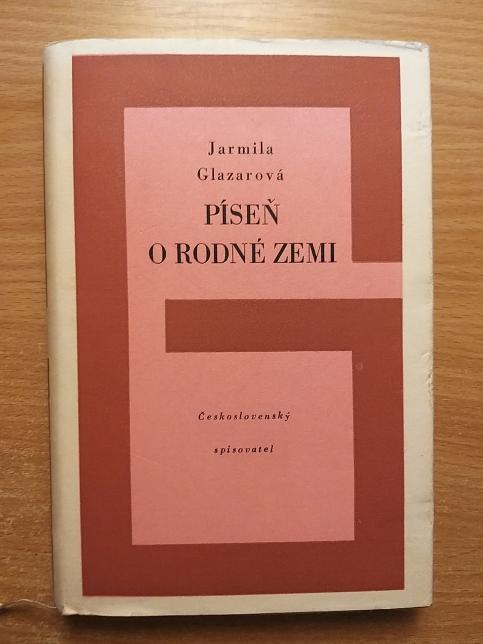 Jarmila
Glazarová
PÍSEŇ
O RODNÉ ZEMI
Československý
spisovatel